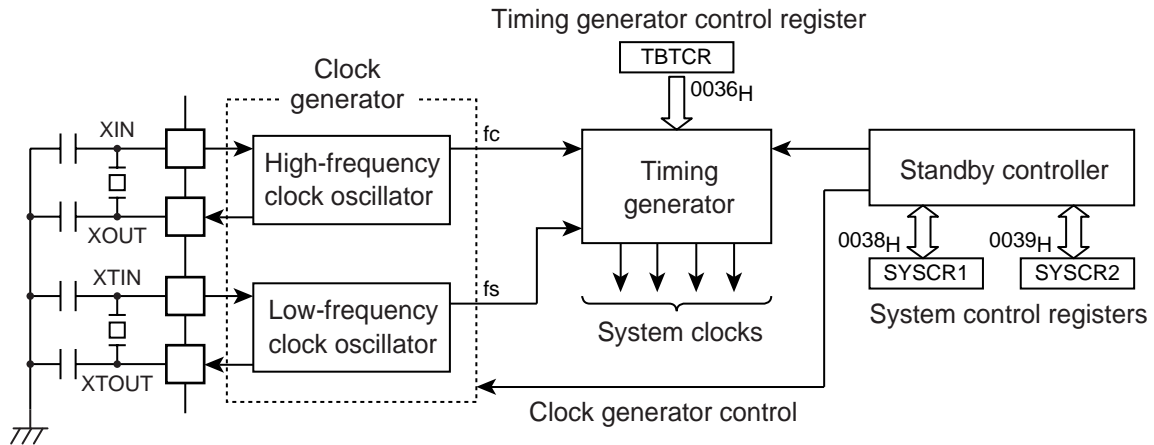 Timing generator control register
TBTCR
0036H
Clock
generator
XIN
High-frequency
clock oscillator
fc
Timing
generator
Standby controller
XOUT
0038H
0039H
SYSCR1
SYSCR2
System control registers
XTIN
Low-frequency
clock oscillator
fs
System clocks
XTOUT
Clock generator control